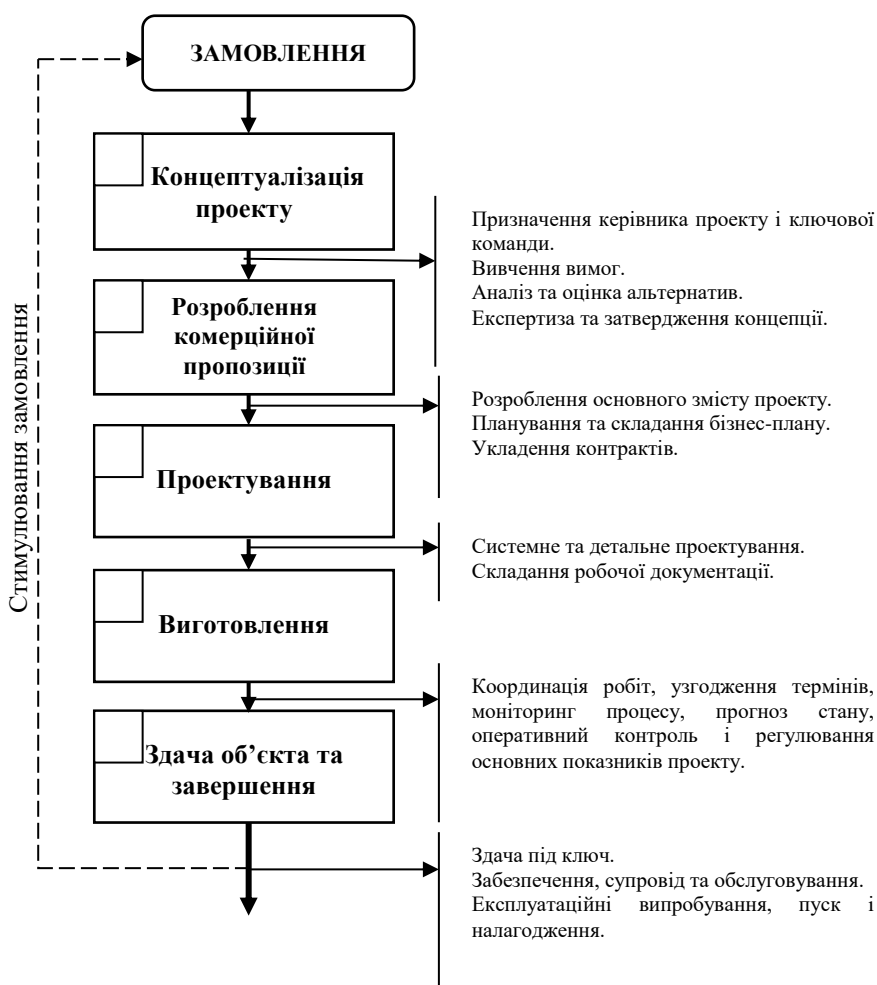 ЗАМОВЛЕННЯ
Концептуалізація
проекту
Призначення керівника проекту і ключової
команди.
Вивчення вимог.
Аналіз та оцінка альтернатив.
Експертиза та затвердження концепції.
Розроблення
комерційної
пропозиції
Розроблення основного змісту проекту.
Планування та складання бізнес-плану.
Укладення контрактів.
Проектування
Системне та детальне проектування.
Складання робочої документації.
Виготовлення
Координація робіт, узгодження термінів,
моніторинг процесу, прогноз стану,
оперативний контроль і регулювання
основних показників проекту.
Здача об’єкта та
завершення
Здача під ключ.
Забезпечення, супровід та обслуговування.
Експлуатаційні випробування, пуск і
налагодження.
Стимулювання замовлення